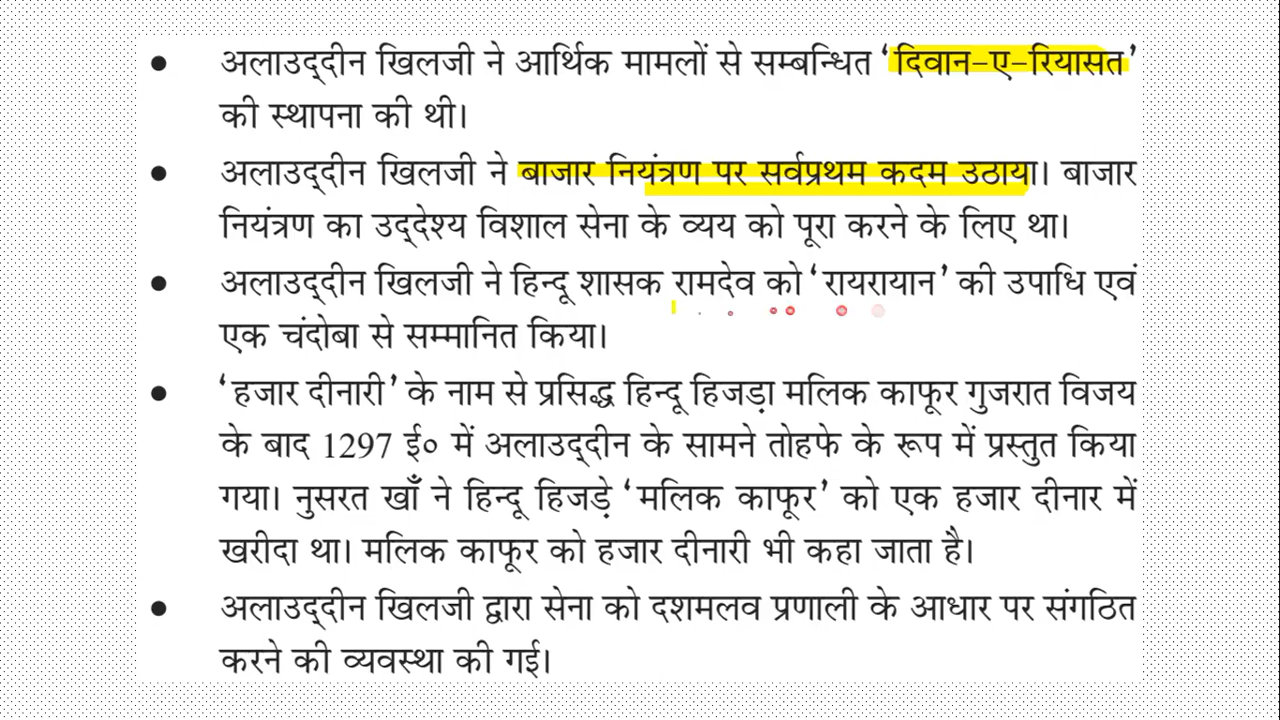 • अलाउद्दीन खिलजी ने आर्थिक मामलों से सम्बन्धित ‘दिवान-ए-रियासत’
की स्थापना की थी।
• अलाउद्दीन खिलजी ने बाजार नियंत्रण पर सर्वप्रथम कदम उठाया। बाजार
नियंत्रण का उद्देश्य विशाल सेना के व्यय को पूरा करने के लिए था।
• अलाउद्दीन खिलजी ने हिन्दू शासक रामदेव को ‘रायरायान’ की उपाधि एवं
एक चंदोबा से सम्मानित किया।
• ‘हजार दीनारी’ के नाम से प्रसिद्ध हिन्दू हिजड़ा मलिक काफूर गुजरात विजय
के बाद 1297 ई० में अलाउद्दीन के सामने तोहफे के रूप में प्रस्तुत किया
गया। नुसरत खाँ ने हिन्दू हिजड़े ‘मलिक काफूर’ को एक हजार दीनार में
खरीदा था। मलिक काफूर को हजार दीनारी भी कहा जाता है।
• अलाउद्दीन खिलजी द्वारा सेना को दशमलव प्रणाली के आधार पर संगठित
करने की व्यवस्था की गई।